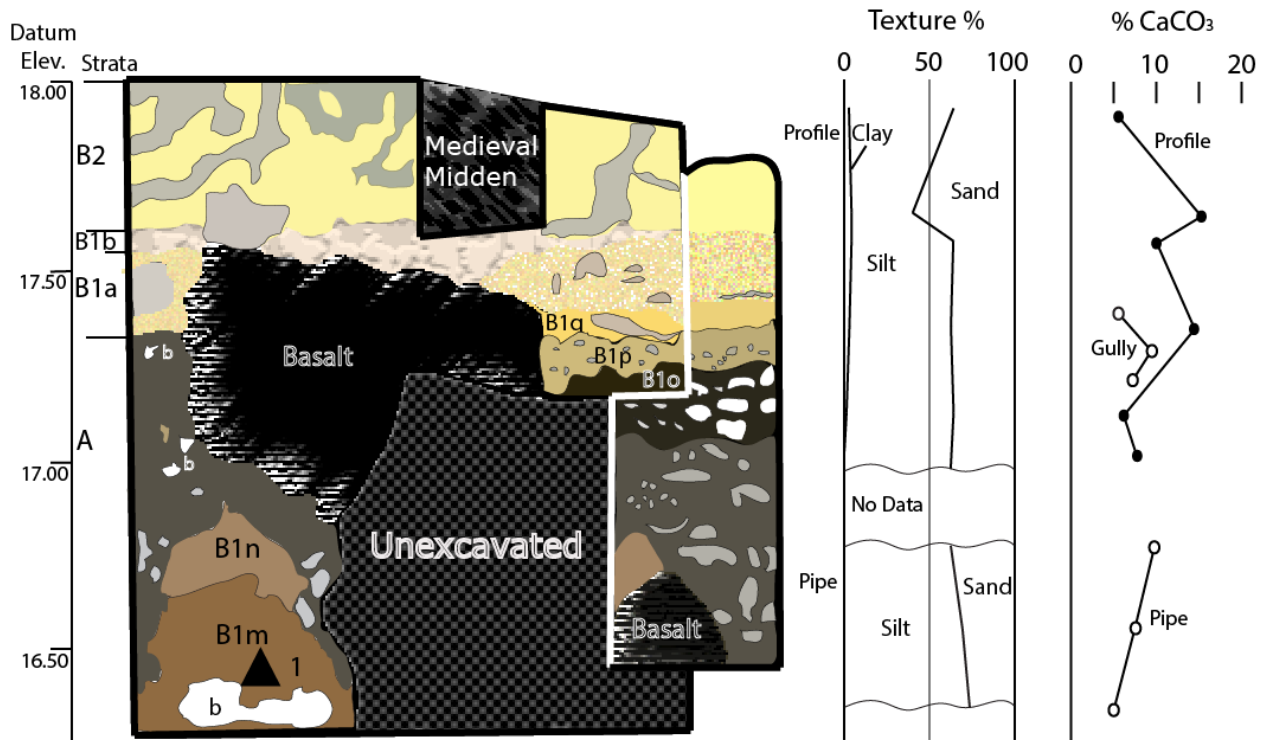 Datum
Elev.
Strata
18.00
17.50
17.00
16.50
B2
B1b
B1a
A
Medieval
Midden
Basalt
B1q
B1p
B1o
b
b
B1n
B1m
1
b
Unexcavated
Basalt
Texture %
0 50 100
Profile
Clay
Sand
Silt
No Data
Pipe
Sand
Silt
% CaCO₃
0 10 20
Profile
Gully
Pipe